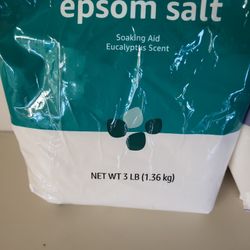 epsom salt
Soaking Aid
Eucalyptus Scent
NET WT 3 LB (1.36 kg)